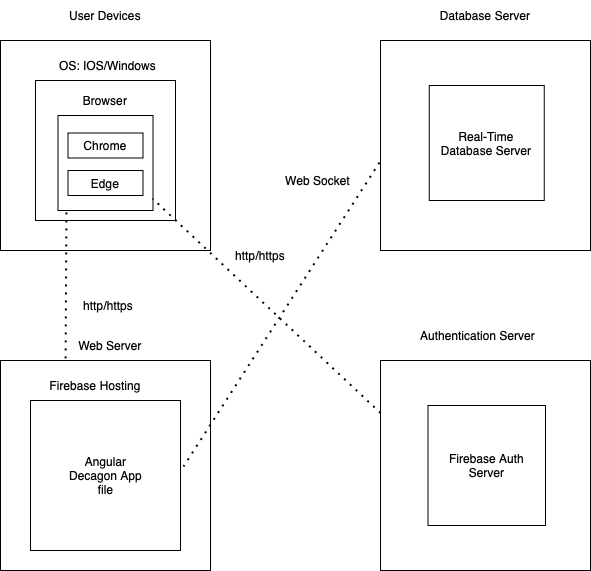 User Devices
Database Server
OS: IOS/Windows
Browser
Chrome
Edge
Real-Time
Database Server
Web Socket
http/https
http/https
Web Server
Authentication Server
Firebase Hosting
Angular
Decagon App
file
Firebase Auth
Server